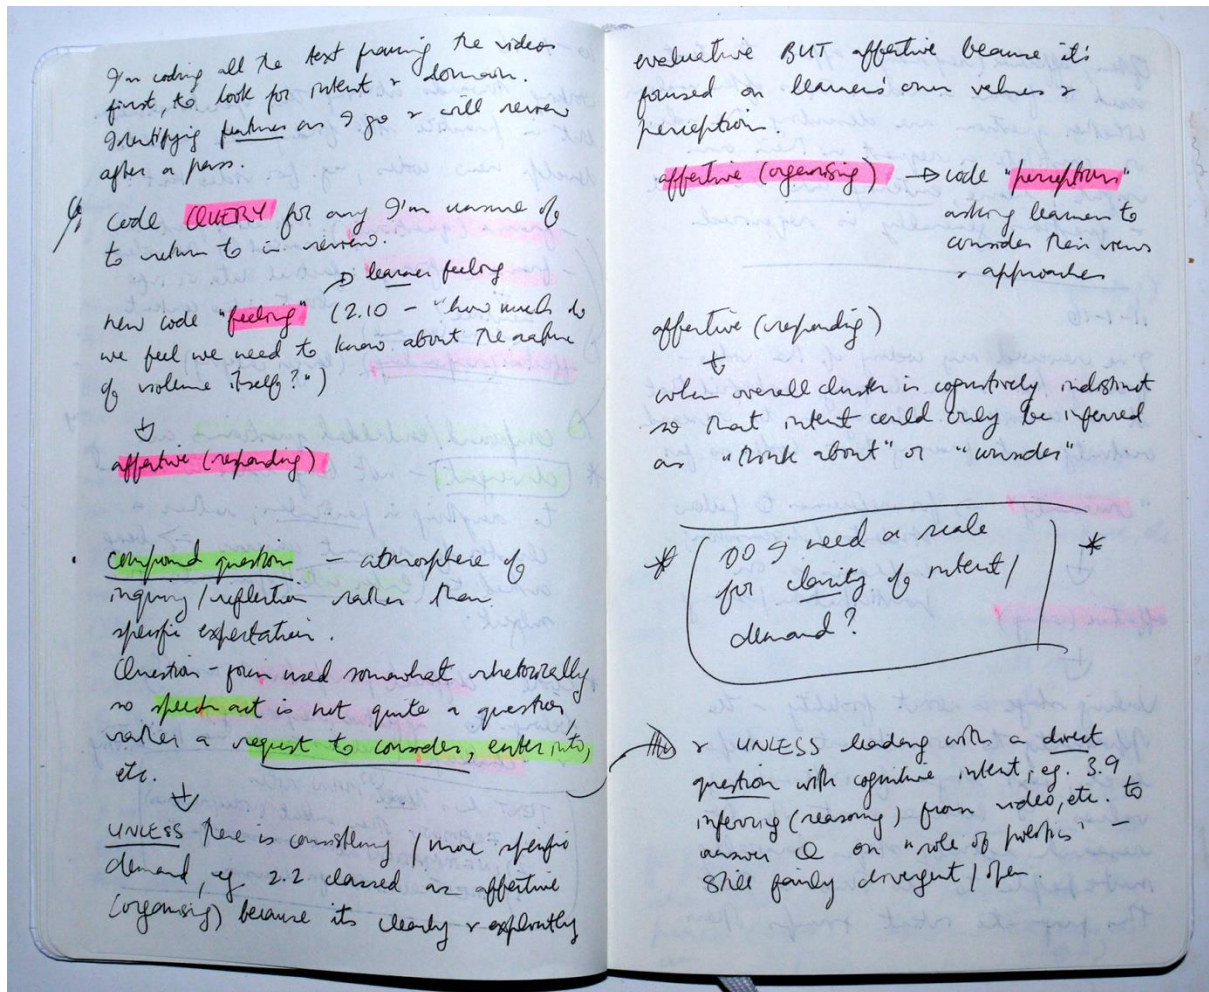 I'm coding all the text framing the videos
first, to look for intent & domain.
Identifying features as I go & will review
after a pass.
code QUERY for any I'm unsure of
to return to in review.
→ learner feeling
new code "feeling" (2.10 - "how much do
we feel we need to know about the nature
of volume itself?")
↓
affective (responding)
· compound question — atmosphere of
inquiry / reflection rather than
specific expectation.
Question-form used somewhat rhetorically
so speech act is not quite a question,
rather a request to consider, enter into,
etc.
↓
UNLESS there is consistency / more specific
demand, eg 2.2 classed as affective
(organising) because its clearly & explicitly
evaluative BUT affective because it's
focused on learners' own values &
perception.
affective (organising) → code "perceptions"
asking learners to
consider their views
& approaches
affective (responding)
↓
when overall cluster is cognitively indistinct
so that intent could only be inferred
as "think about" or "consider"
* DO I need a scale *
for clarity of intent /
demand?
& UNLESS leading with a direct
question with cognitive intent, eg. 3.9
inferring (reasoning) from video, etc. to
answer Q on "role of " —
still fairly divergent / open.